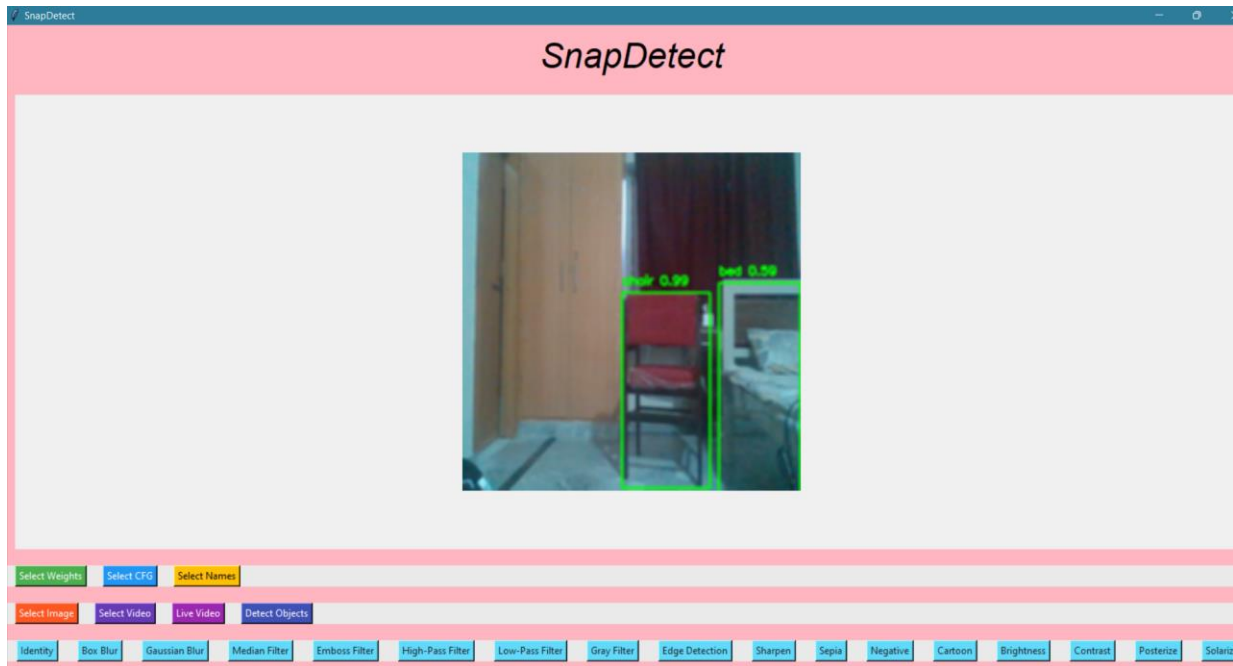 SnapDetect
SnapDetect
chair 0.99
bed 0.59
Select Weights Select CFG Select Names
Select Image Select Video Live Video Detect Objects
Identity Box Blur Gaussian Blur Median Filter Emboss Filter High-Pass Filter Low-Pass Filter Gray Filter Edge Detection Sharpen Sepia Negative Cartoon Brightness Contrast Posterize Solariz